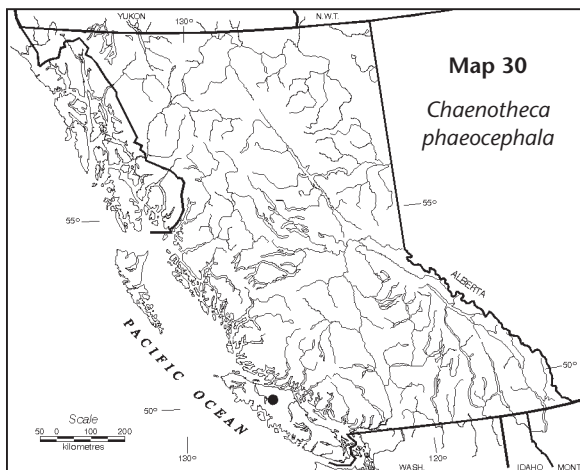 YUKON
130°
N.W.T.
Map 30
Chaenotheca
phaeocephala
55°
55°
ALBERTA
PACIFIC OCEAN
50°
50°
Scale
50 0 100 200
kilometres
130°
120°
WASH.
IDAHO
MONT